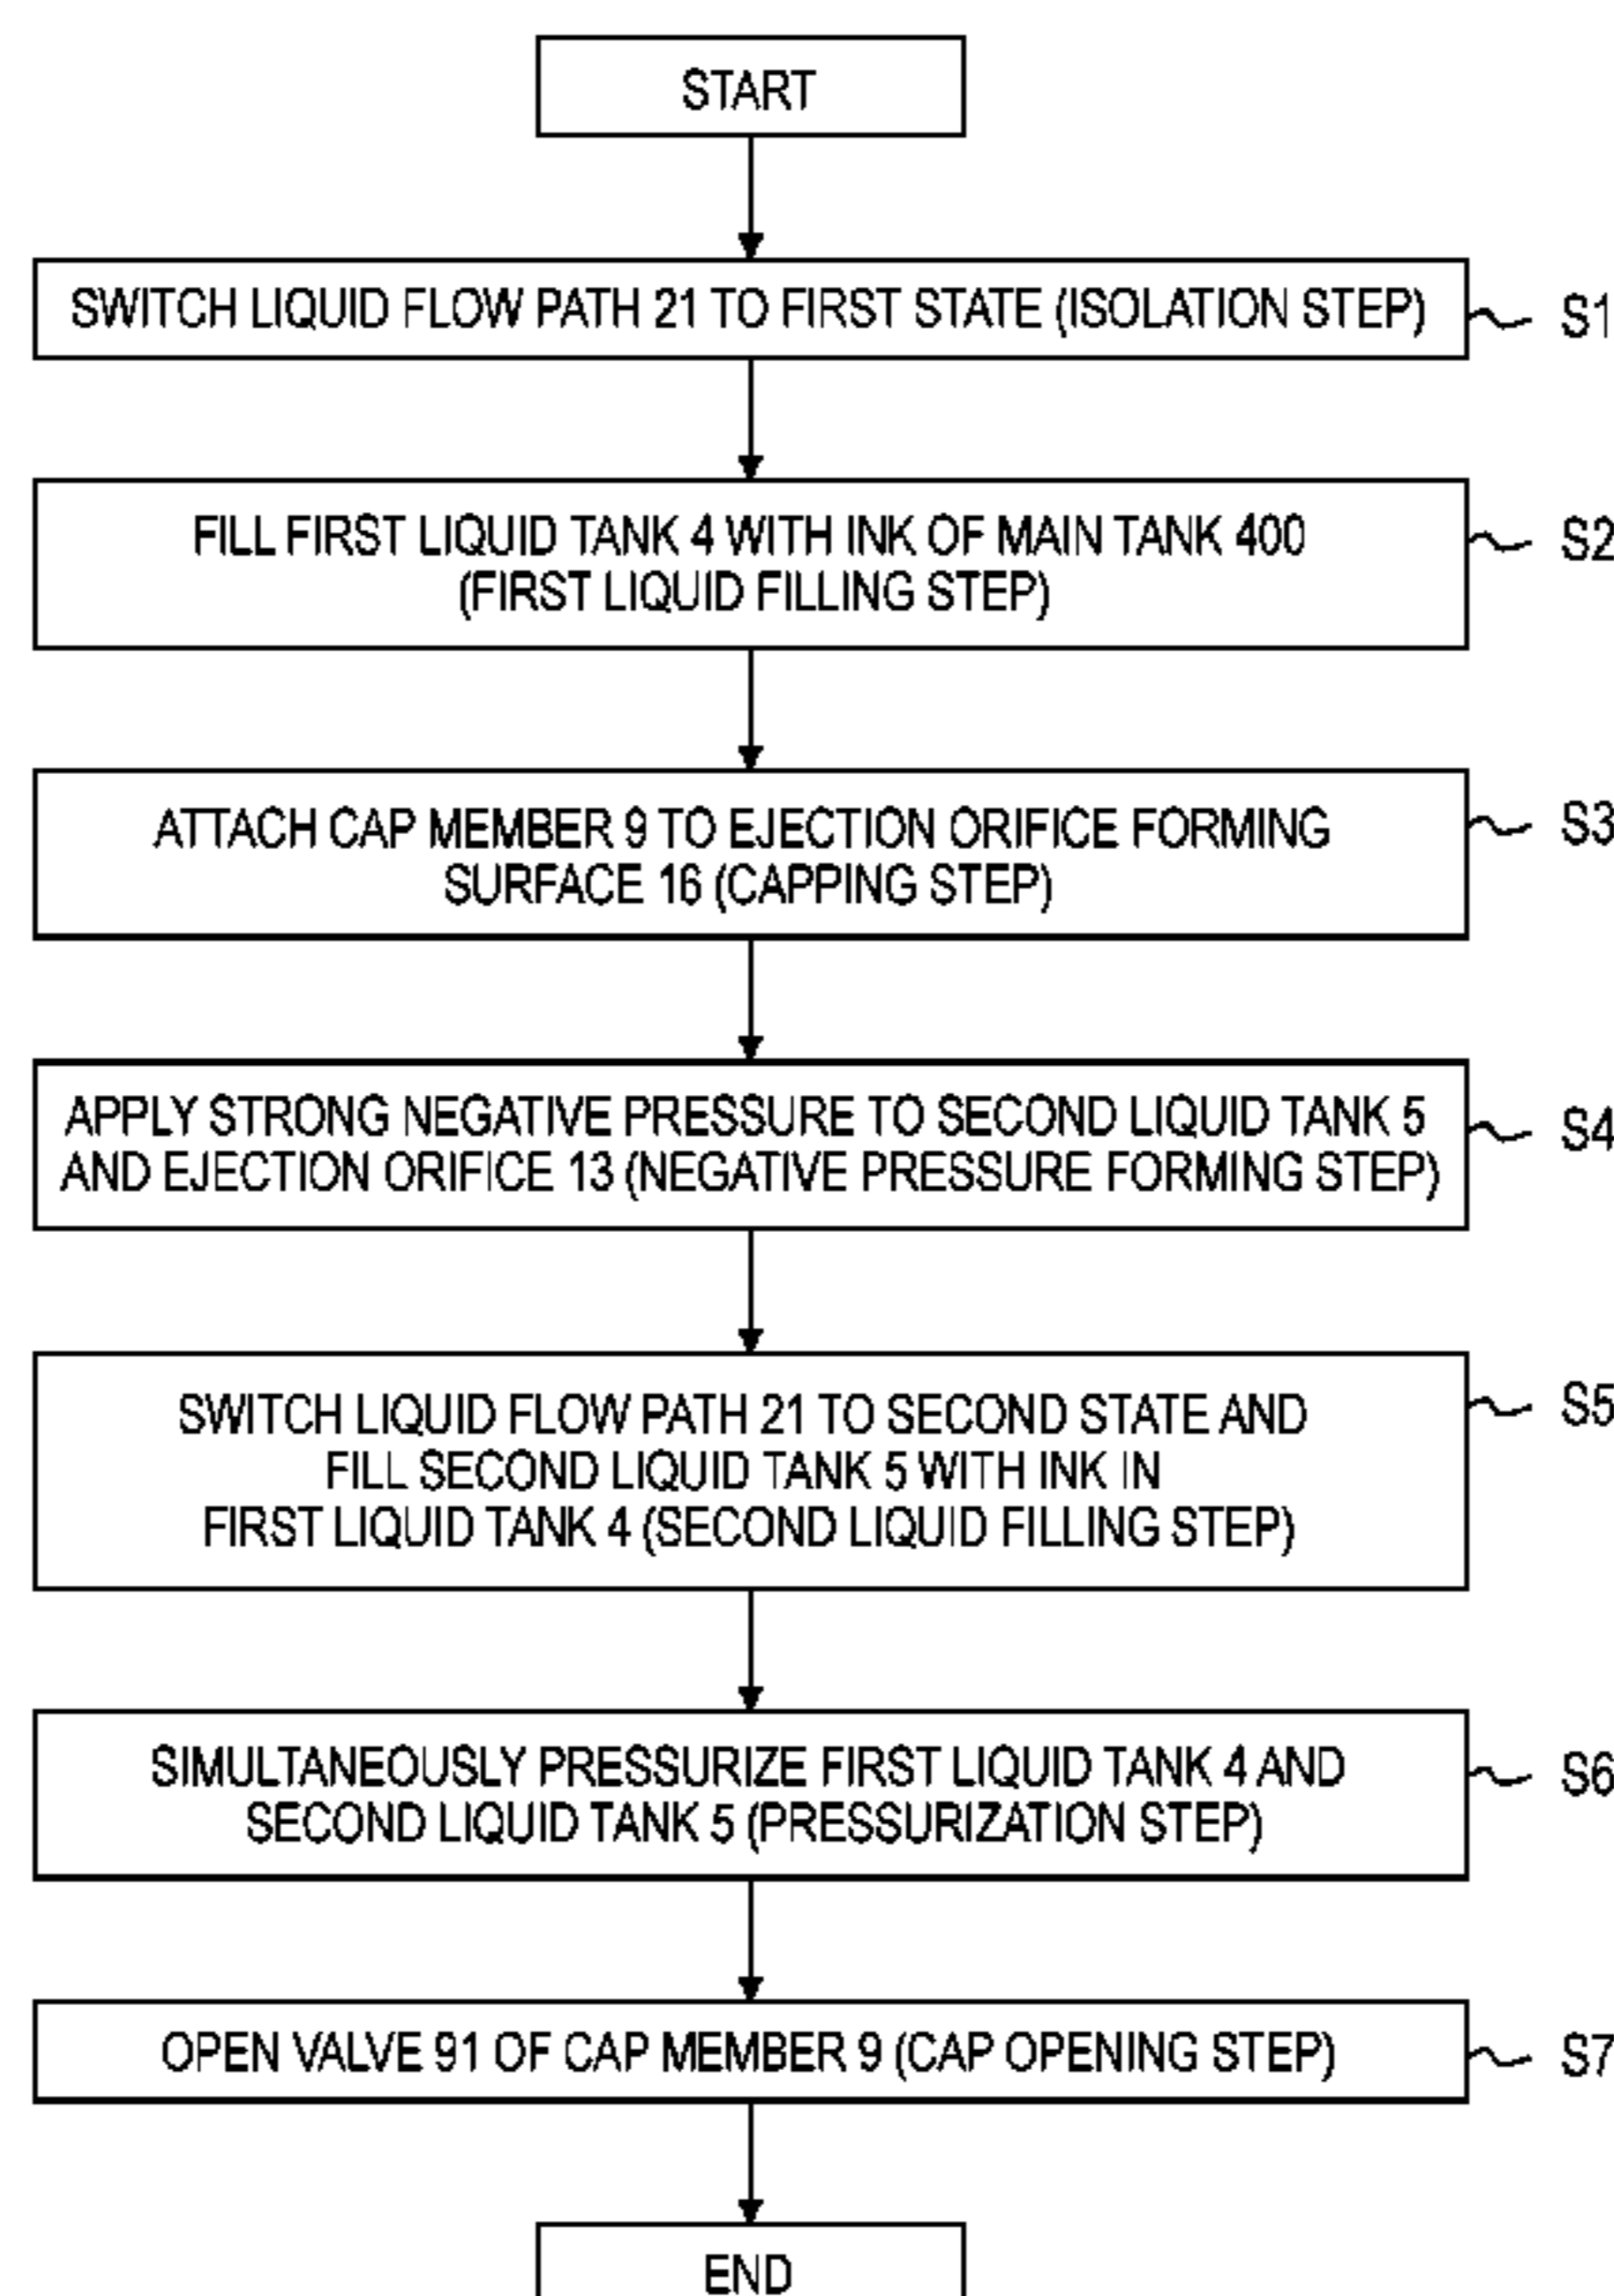 START
SWITCH LIQUID FLOW PATH 21 TO FIRST STATE (ISOLATION STEP)
S1
FILL FIRST LIQUID TANK 4 WITH INK OF MAIN TANK 400
(FIRST LIQUID FILLING STEP)
S2
ATTACH CAP MEMBER 9 TO EJECTION ORIFICE FORMING
SURFACE 16 (CAPPING STEP)
S3
APPLY STRONG NEGATIVE PRESSURE TO SECOND LIQUID TANK 5
AND EJECTION ORIFICE 13 (NEGATIVE PRESSURE FORMING STEP)
S4
SWITCH LIQUID FLOW PATH 21 TO SECOND STATE AND
FILL SECOND LIQUID TANK 5 WITH INK IN
FIRST LIQUID TANK 4 (SECOND LIQUID FILLING STEP)
S5
SIMULTANEOUSLY PRESSURIZE FIRST LIQUID TANK 4 AND
SECOND LIQUID TANK 5 (PRESSURIZATION STEP)
S6
OPEN VALVE 91 OF CAP MEMBER 9 (CAP OPENING STEP)
S7
END